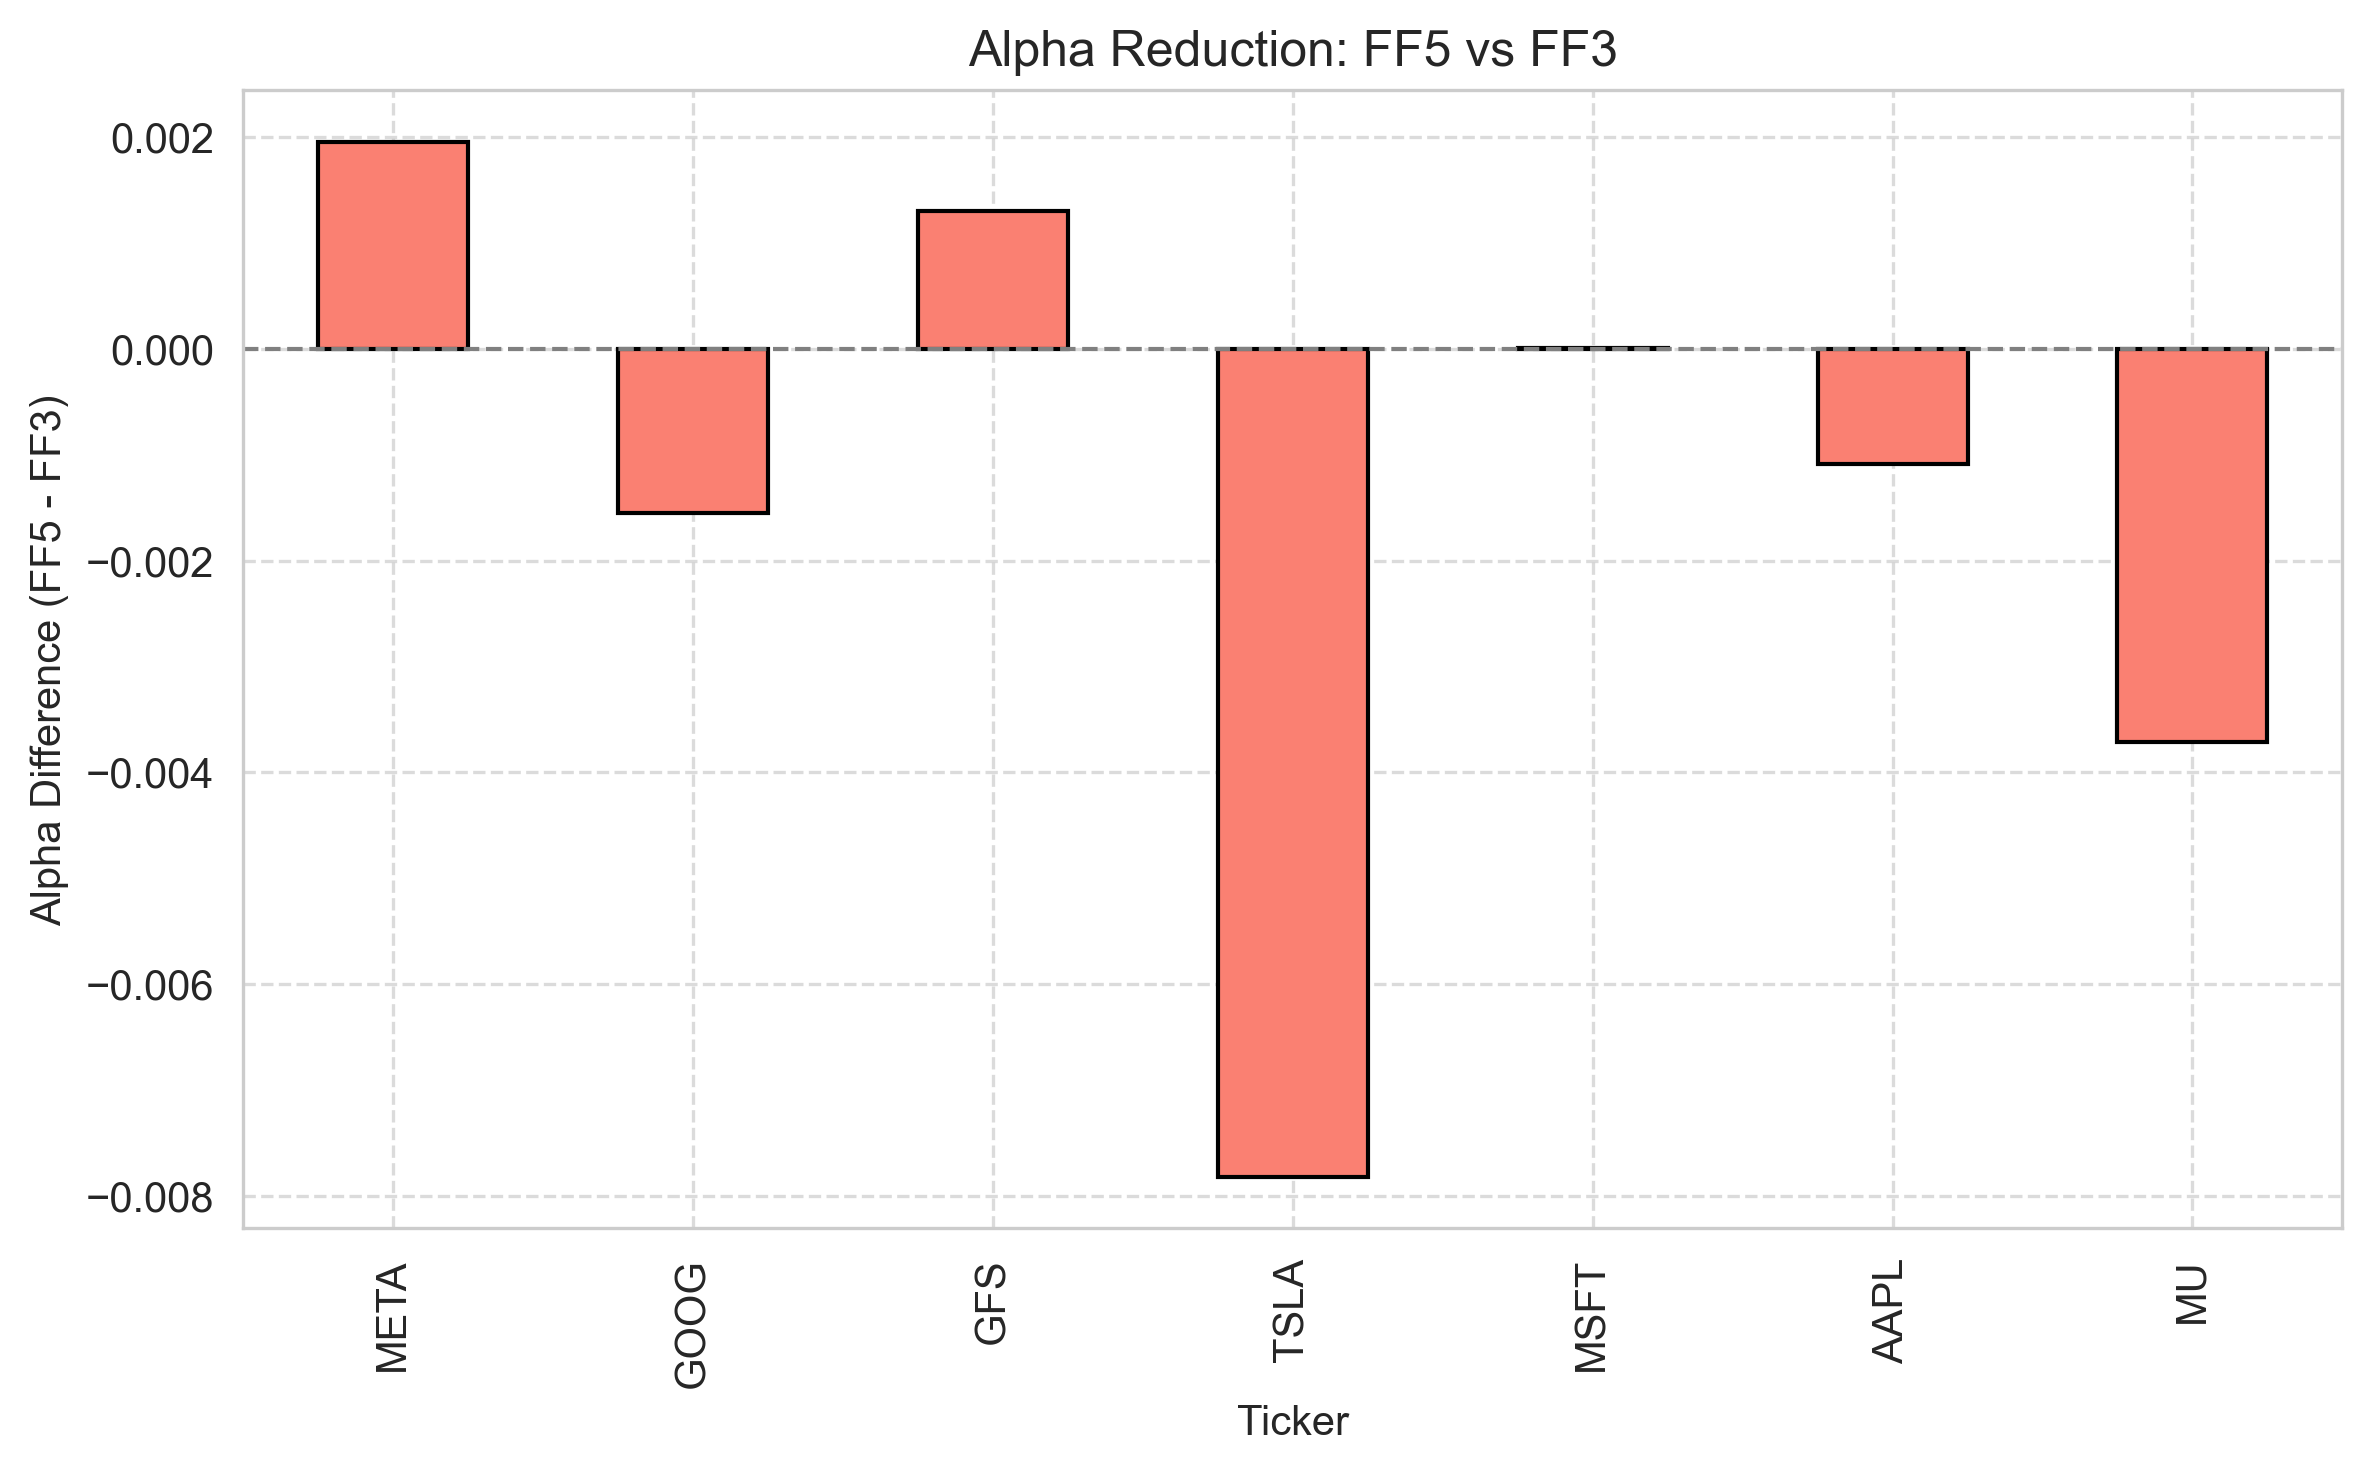 Alpha Reduction: FF5 vs FF3
Alpha Difference (FF5 - FF3)
0.002
0.000
−0.002
−0.004
−0.006
−0.008
META
GOOG
GFS
TSLA
MSFT
AAPL
MU
Ticker